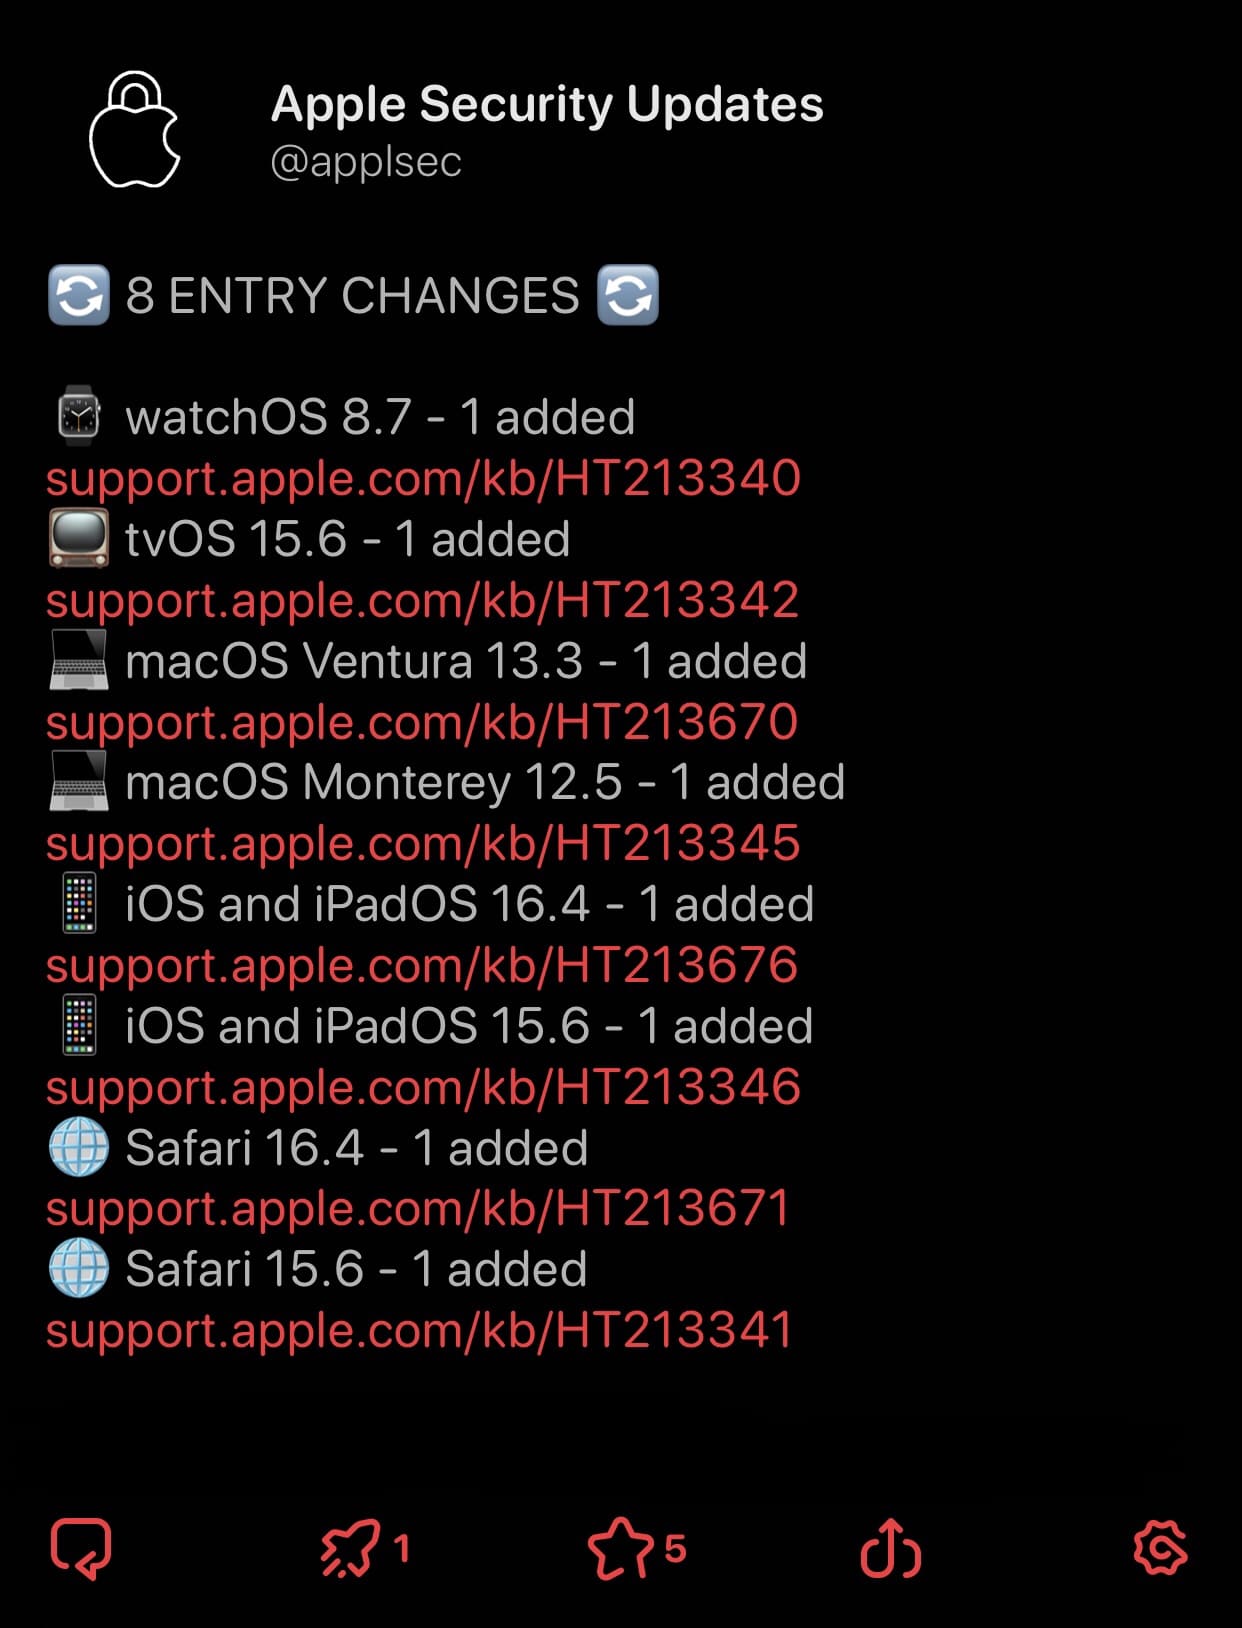 Apple Security Updates
@applsec
🔄 8 ENTRY CHANGES 🔄
⌚ watchOS 8.7 - 1 added
support.apple.com/kb/HT213340
📺 tvOS 15.6 - 1 added
support.apple.com/kb/HT213342
💻 macOS Ventura 13.3 - 1 added
support.apple.com/kb/HT213670
💻 macOS Monterey 12.5 - 1 added
support.apple.com/kb/HT213345
📱 iOS and iPadOS 16.4 - 1 added
support.apple.com/kb/HT213676
📱 iOS and iPadOS 15.6 - 1 added
support.apple.com/kb/HT213346
🌐 Safari 16.4 - 1 added
support.apple.com/kb/HT213671
🌐 Safari 15.6 - 1 added
support.apple.com/kb/HT213341
1 5